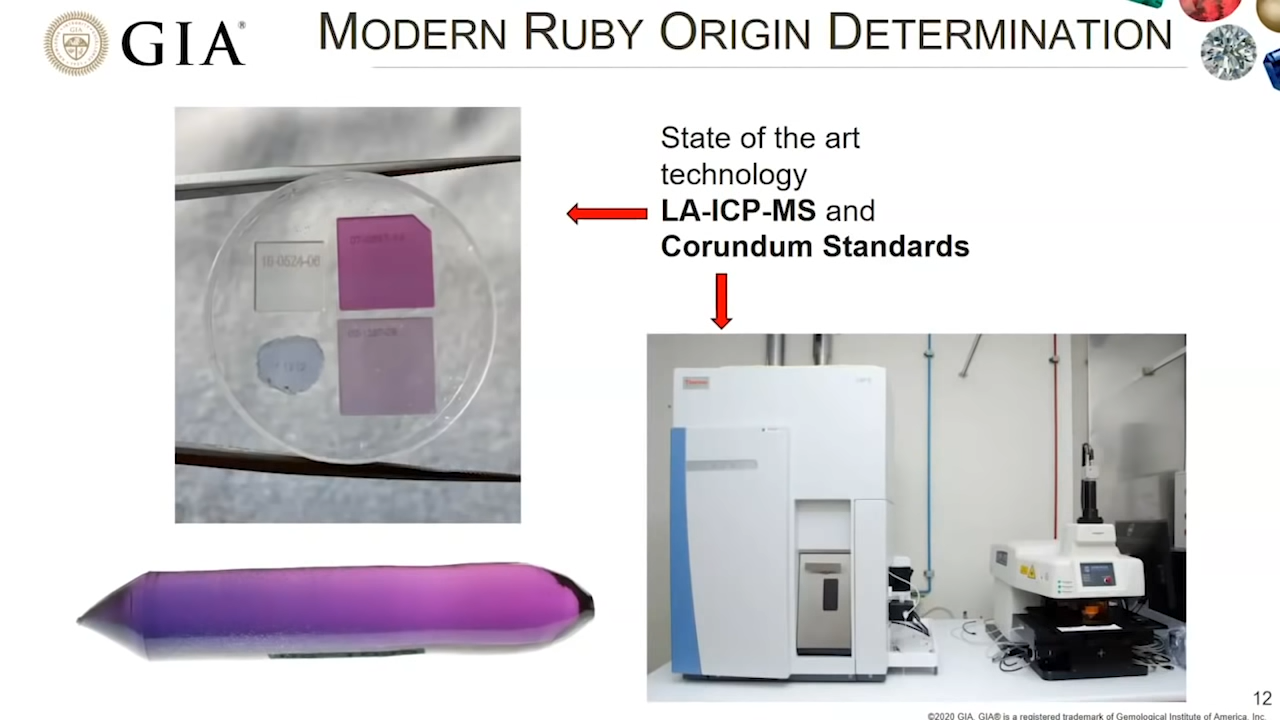 GIA®
MODERN RUBY ORIGIN DETERMINATION
State of the art
technology
LA-ICP-MS and
Corundum Standards
Thermo
12
©2020 GIA. GIA® is a registered trademark of Gemological Institute of America, Inc.